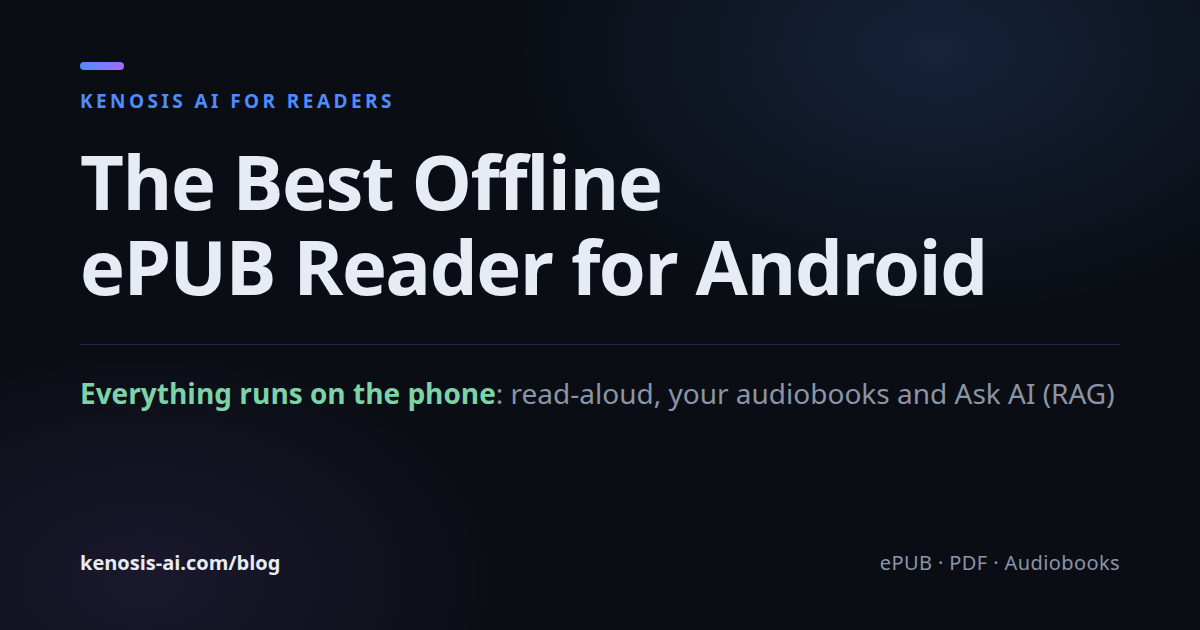 KENOSIS AI FOR READERS
The Best Offline
ePUB Reader for Android
Everything runs on the phone: read-aloud, your audiobooks and Ask AI (RAG)
kenosis-ai.com/blog
ePUB · PDF · Audiobooks